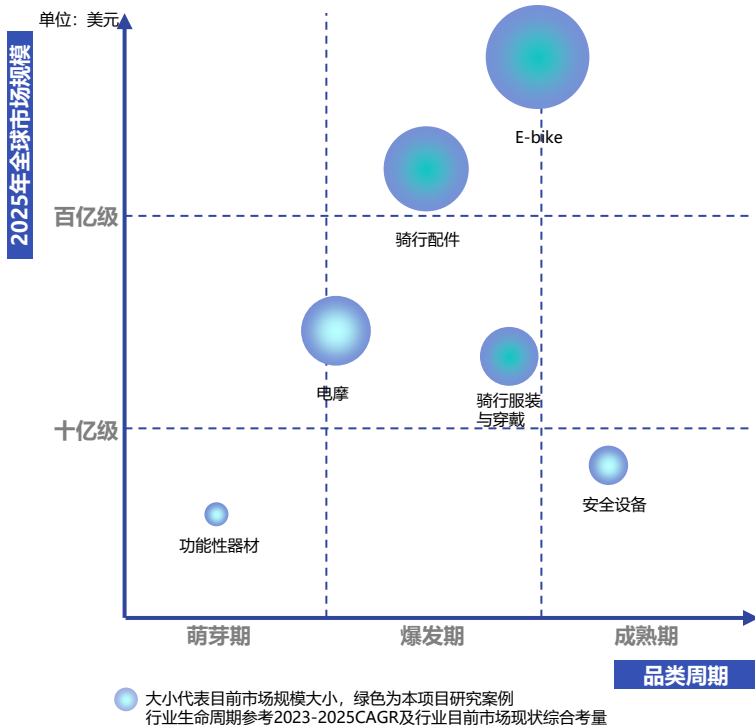 单位：美元
2025年全球市场规模
E-bike
百亿级
骑行配件
电摩
骑行服装
与穿戴
十亿级
安全设备
功能性器材
萌芽期
爆发期
成熟期
品类周期
大小代表目前市场规模大小，绿色为本项目研究案例
行业生命周期参考2023-2025CAGR及行业目前市场现状综合考量